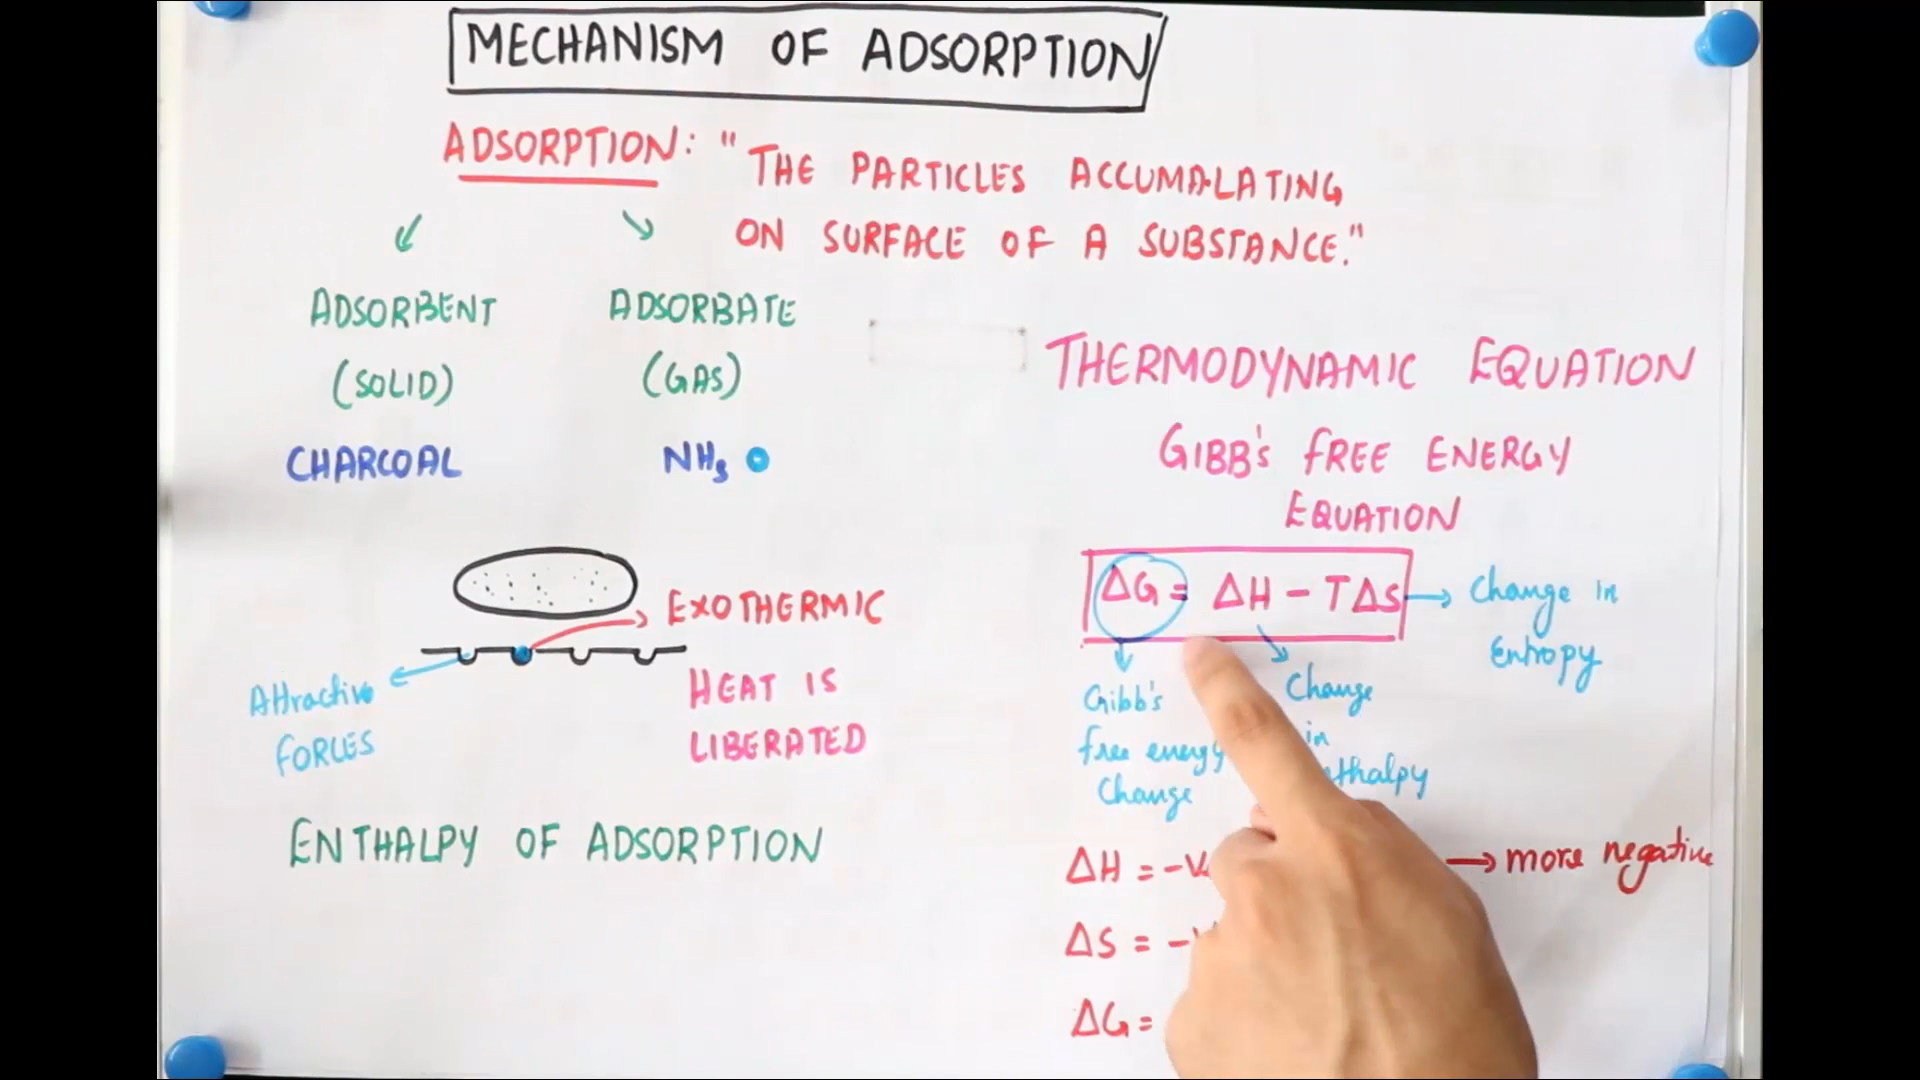 MECHANISM OF ADSORPTION
ADSORPTION: "THE PARTICLES ACCUMALATING
ON SURFACE OF A SUBSTANCE."
ADSORBENT
(SOLID)
CHARCOAL
ADSORBATE
(GAS)
NH3
EXOTHERMIC
HEAT IS
LIBERATED
Attractive
FORCES
ENTHALPY OF ADSORPTION
THERMODYNAMIC EQUATION
GIBB's FREE ENERGY
EQUATION
ΔG = ΔH - TΔS
Change in
Entropy
Gibb's
free energy
Change
Change
in
nthalpy
ΔH = -v
→ more negative
ΔS = -
ΔG =